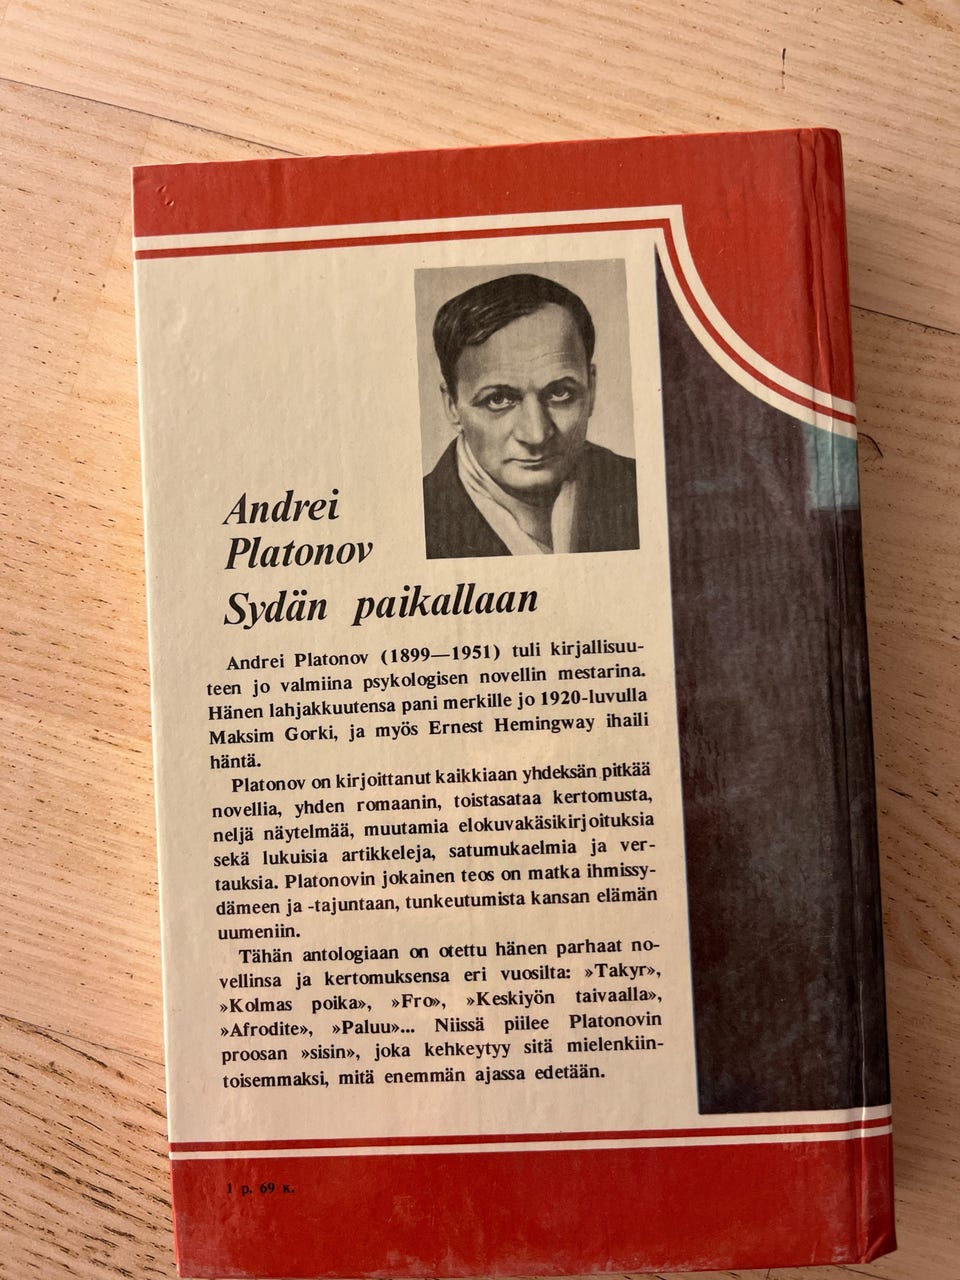 Andrei
Platonov
Sydän paikallaan
Andrei Platonov (1899—1951) tuli kirjallisuu-
teen jo valmiina psykologisen novellin mestarina.
Hänen lahjakkuutensa pani merkille jo 1920-luvulla
Maksim Gorki, ja myös Ernest Hemingway ihaili
häntä.
Platonov on kirjoittanut kaikkiaan yhdeksän pitkää
novellia, yhden romaanin, toistasataa kertomusta,
neljä näytelmää, muutamia elokuvakäsikirjoituksia
sekä lukuisia artikkeleja, satumukaelmia ja ver-
tauksia. Platonovin jokainen teos on matka ihmissy-
dämeen ja -tajuntaan, tunkeutumista kansan elämän
uumeniin.
Tähän antologiaan on otettu hänen parhaat no-
vellinsa ja kertomuksensa eri vuosilta: »Takyr»,
»Kolmas poika», »Fro», »Keskiyön taivaalla»,
»Afrodite», »Paluu»... Niissä piilee Platonovin
proosan »sisin», joka kehkeytyy sitä mielenkiin-
toisemmaksi, mitä enemmän ajassa edetään.
1 p. 69 к.